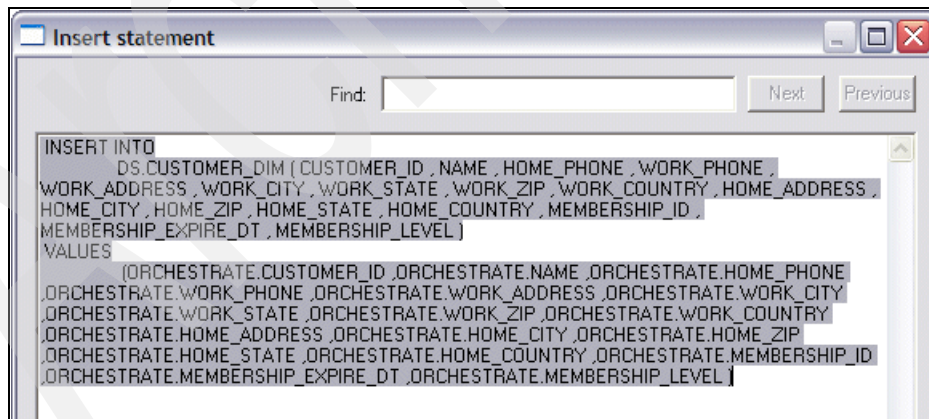 Insert statement
Find: Next Previous
INSERT INTO
DS.CUSTOMER_DIM ( CUSTOMER_ID , NAME , HOME_PHONE , WORK_PHONE ,
WORK_ADDRESS , WORK_CITY , WORK_STATE , WORK_ZIP , WORK_COUNTRY , HOME_ADDRESS ,
HOME_CITY , HOME_ZIP , HOME_STATE , HOME_COUNTRY , MEMBERSHIP_ID ,
MEMBERSHIP_EXPIRE_DT , MEMBERSHIP_LEVEL )
VALUES
(ORCHESTRATE.CUSTOMER_ID ,ORCHESTRATE.NAME ,ORCHESTRATE.HOME_PHONE
,ORCHESTRATE.WORK_PHONE ,ORCHESTRATE.WORK_ADDRESS ,ORCHESTRATE.WORK_CITY
,ORCHESTRATE.WORK_STATE ,ORCHESTRATE.WORK_ZIP ,ORCHESTRATE.WORK_COUNTRY
,ORCHESTRATE.HOME_ADDRESS ,ORCHESTRATE.HOME_CITY ,ORCHESTRATE.HOME_ZIP
,ORCHESTRATE.HOME_STATE ,ORCHESTRATE.HOME_COUNTRY ,ORCHESTRATE.MEMBERSHIP_ID
,ORCHESTRATE.MEMBERSHIP_EXPIRE_DT ,ORCHESTRATE.MEMBERSHIP_LEVEL )